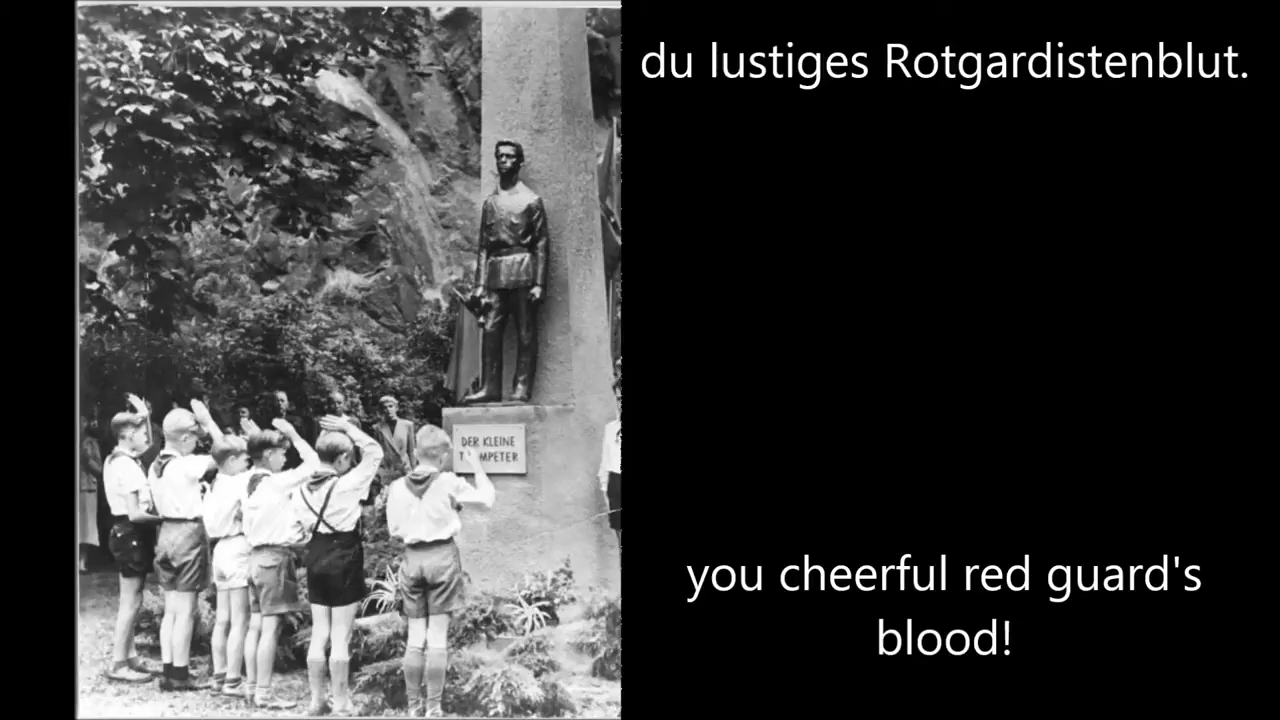 du lustiges Rotgardistenblut.
DER KLEINE
you cheerful red guard's
blood!